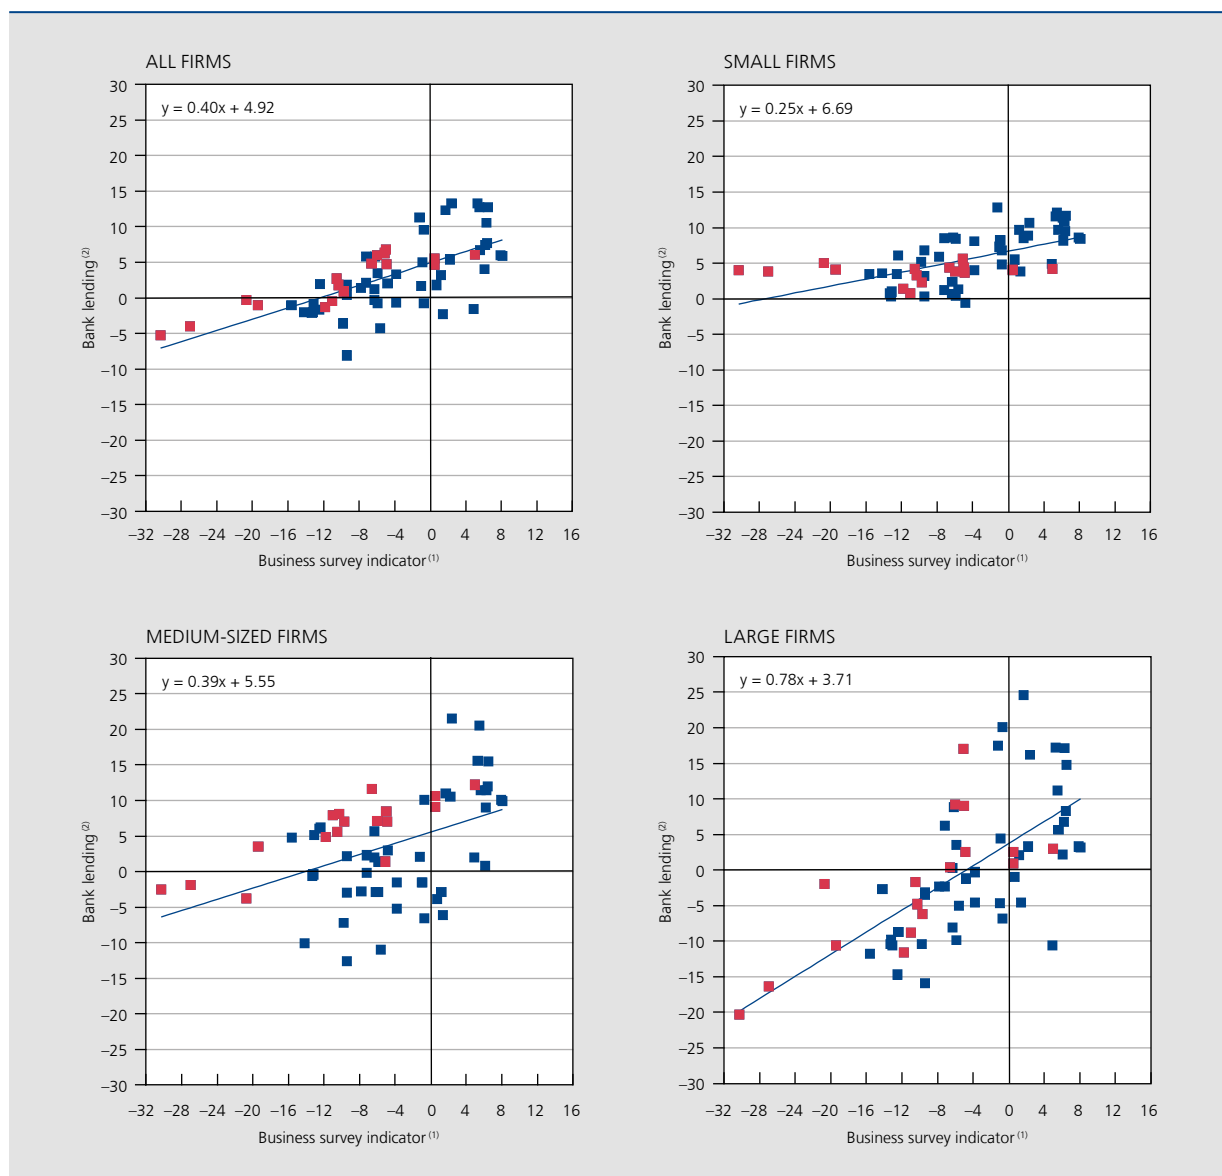 ALL FIRMS
y = 0.40x + 4.92
30
25
20
15
10
5
0
–5
–10
–15
–20
–25
–30
Bank lending (2)
–32 –28 –24 –20 –16 –12 –8 –4 0 4 8 12 16
Business survey indicator (1)
SMALL FIRMS
y = 0.25x + 6.69
30
25
20
15
10
5
0
–5
–10
–15
–20
–25
–30
Bank lending (2)
–32 –28 –24 –20 –16 –12 –8 –4 0 4 8 12 16
Business survey indicator (1)
MEDIUM-SIZED FIRMS
y = 0.39x + 5.55
30
25
20
15
10
5
0
–5
–10
–15
–20
–25
–30
Bank lending (2)
–32 –28 –24 –20 –16 –12 –8 –4 0 4 8 12 16
Business survey indicator (1)
LARGE FIRMS
y = 0.78x + 3.71
30
25
20
15
10
5
0
–5
–10
–15
–20
–25
–30
Bank lending (2)
–32 –28 –24 –20 –16 –12 –8 –4 0 4 8 12 16
Business survey indicator (1)